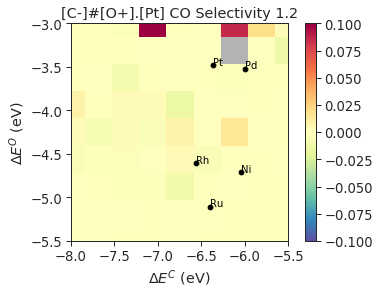 [C-]#[O+].[Pt] CO Selectivity 1.2
−3.0
−3.5
−4.0
−4.5
−5.0
−5.5
ΔE^O (eV)
Pt
Pd
Rh
Ni
Ru
−8.0 −7.5 −7.0 −6.5 −6.0 −5.5
ΔE^C (eV)
0.100
0.075
0.050
0.025
0.000
−0.025
−0.050
−0.075
−0.100